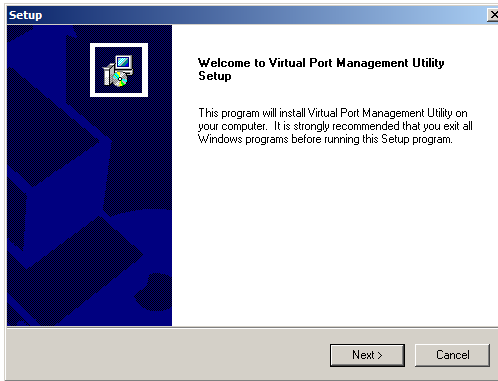 Setup
Welcome to Virtual Port Management Utility
Setup
This program will install Virtual Port Management Utility on
your computer. It is strongly recommended that you exit all
Windows programs before running this Setup program.
Next >
Cancel